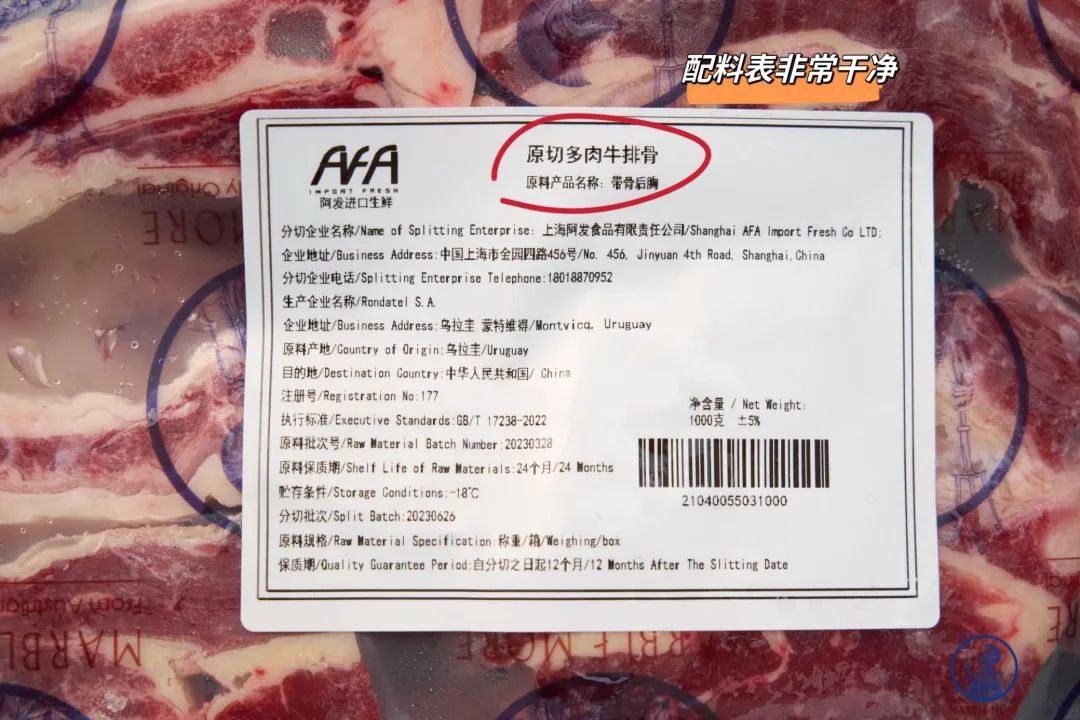 配料表非常干净
AFA
IMPORT FRESH
阿发进口生鲜
原切多肉牛排骨
原料产品名称：带骨后胸
分切企业名称/Name of Splitting Enterprise: 上海阿发食品有限责任公司/Shanghai AFA Import Fresh Co LTD;
企业地址/Business Address:中国上海市金园四路456号/No. 456, Jinyuan 4th Road, Shanghai,China
分切企业电话/Splitting Enterprise Telephone:18018870952
生产企业名称/Rondatel S.A.
企业地址/Business Address:乌拉圭 蒙特维得/Montvicq, Uruguay
原料产地/Country of Origin:乌拉圭/Uruguay
目的地/Destination Country:中华人民共和国/ China
注册号/Registration No:177
执行标准/Executive Standards:GB/T 17238-2022
原料批次号/Raw Material Batch Number:20230328
原料保质期/Shelf Life of Raw Materials:24个月/24 Months
贮存条件/Storage Conditions:-18℃
分切批次/Split Batch:20230626
原料规格/Raw Material Specification:称重/箱/Weighing/box
保质期/Quality Guarantee Period:自分切之日起12个月/12 Months After The Slitting Date
净含量 / Net Weight:
1000克 ±5%
21040055031000
MARBLE MORE